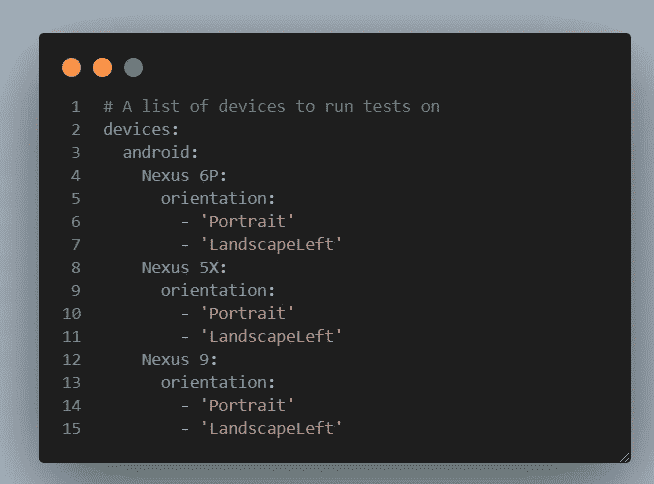 1 # A list of devices to run tests on
2 devices:
3   android:
4     Nexus 6P:
5       orientation:
6         - 'Portrait'
7         - 'LandscapeLeft'
8     Nexus 5X:
9       orientation:
10         - 'Portrait'
11         - 'LandscapeLeft'
12     Nexus 9:
13       orientation:
14         - 'Portrait'
15         - 'LandscapeLeft'